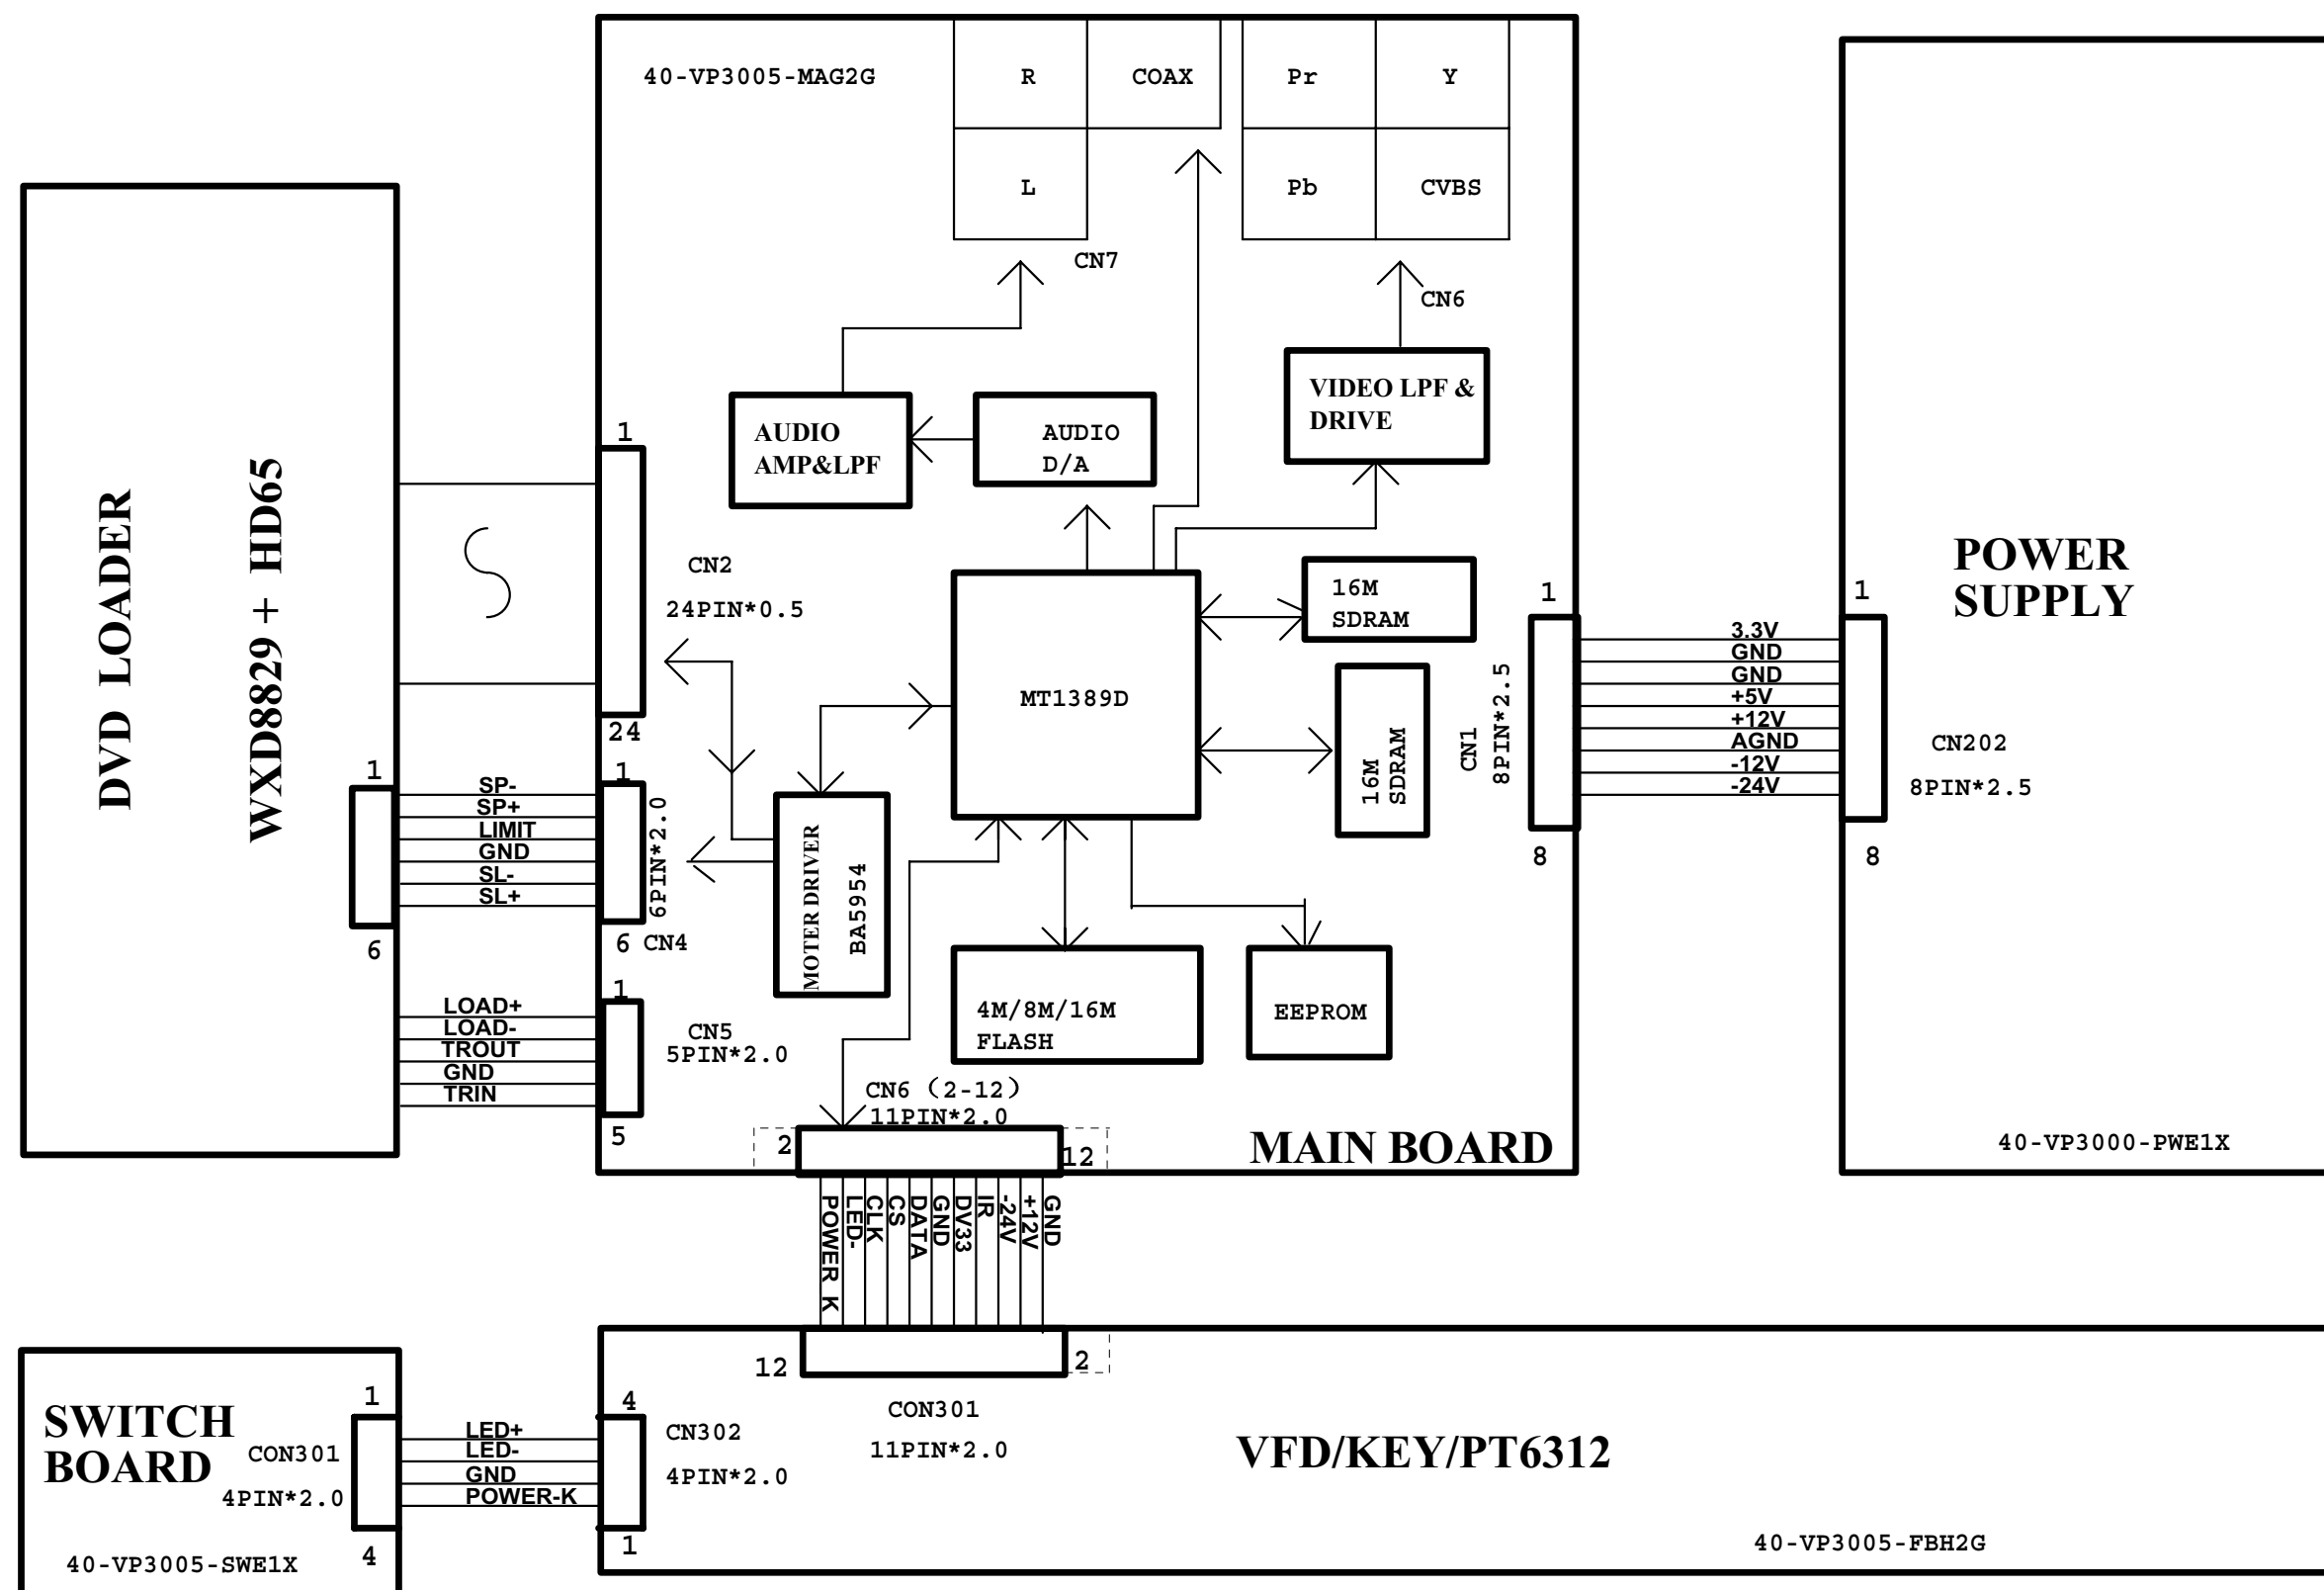 40-VP3005-MAG2G
R
COAX
Pr
Y
L
Pb
CVBS
CN7
CN6
VIDEO LPF &
DRIVE
AUDIO
AMP&LPF
AUDIO
D/A
DVD LOADER
WXD8829 + HD65
1
CN2
24PIN*0.5
24
16M
SDRAM
MT1389D
16M
SDRAM
1
CN1
8PIN*2.5
8
3.3V
GND
GND
+5V
+12V
AGND
-12V
-24V
POWER
SUPPLY
1
CN202
8PIN*2.5
8
40-VP3000-PWE1X
1
SP-
SP+
LIMIT
GND
SL-
SL+
6
1
6PIN*2.0
6 CN4
MOTER DRIVER
BA5954
LOAD+
LOAD-
TROUT
GND
TRIN
1
CN5
5PIN*2.0
5
4M/8M/16M
FLASH
EEPROM
CN6 (2-12)
11PIN*2.0
2
12
MAIN BOARD
POWER K
LED-
CLK
CS
DATA
GND
DV33
IR
-24V
+12V
GND
12
2
CON301
11PIN*2.0
SWITCH
BOARD
1
CON301
4PIN*2.0
4
40-VP3005-SWE1X
LED+
LED-
GND
POWER-K
4
CN302
4PIN*2.0
1
VFD/KEY/PT6312
40-VP3005-FBH2G